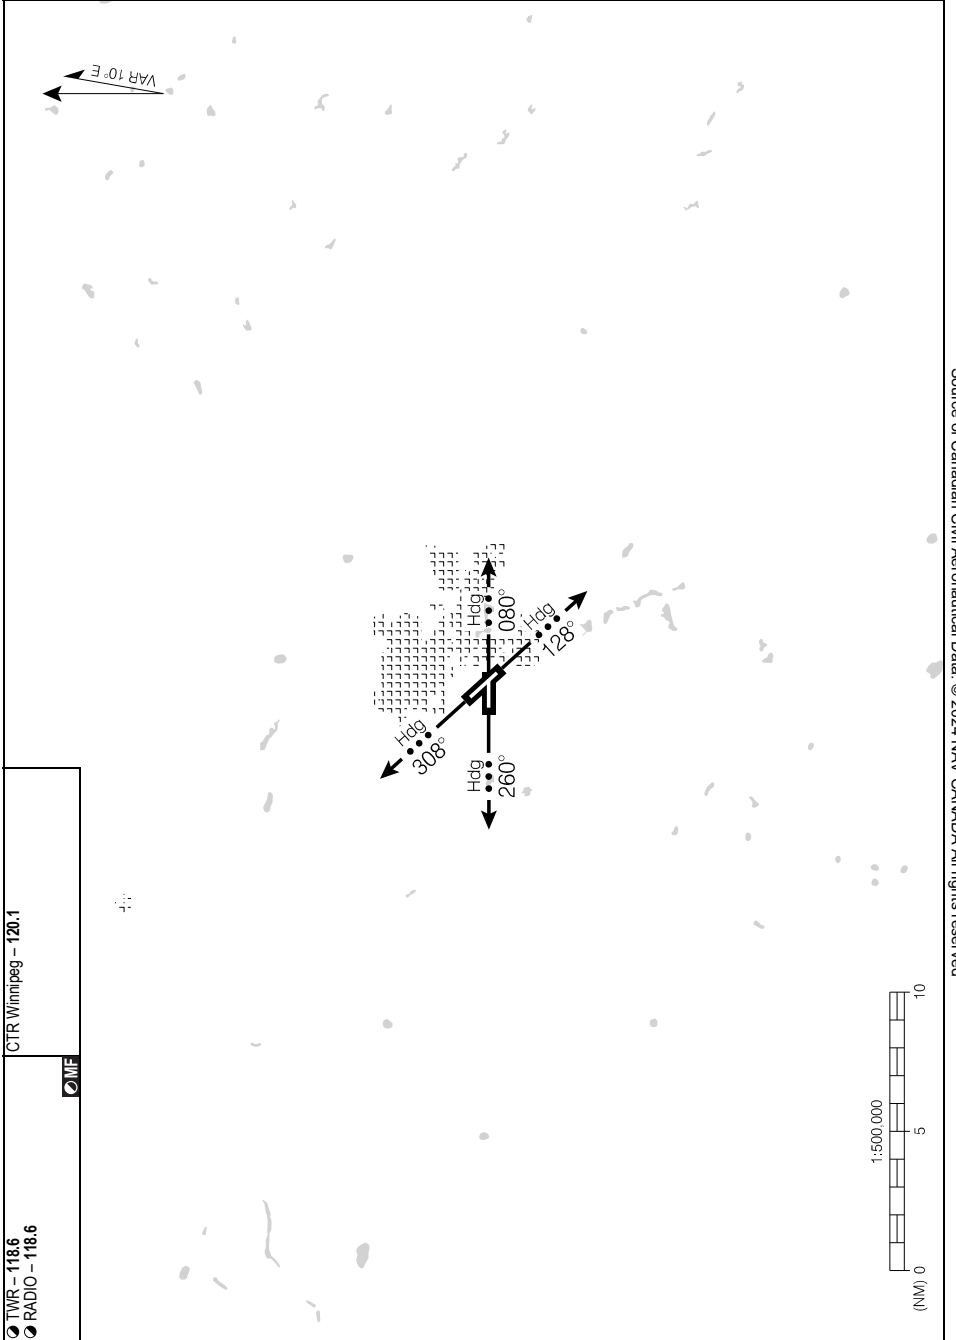 TWR – 118.6
RADIO – 118.6
MF
CTR Winnipeg – 120.1
VAR 10° E
Hdg
308°
Hdg
260°
Hdg
080°
Hdg
128°
1:500,000
(NM) 0
5
10
Source of Canadian Civil Aeronautical Data: © 2024 NAV CANADA All rights reserved